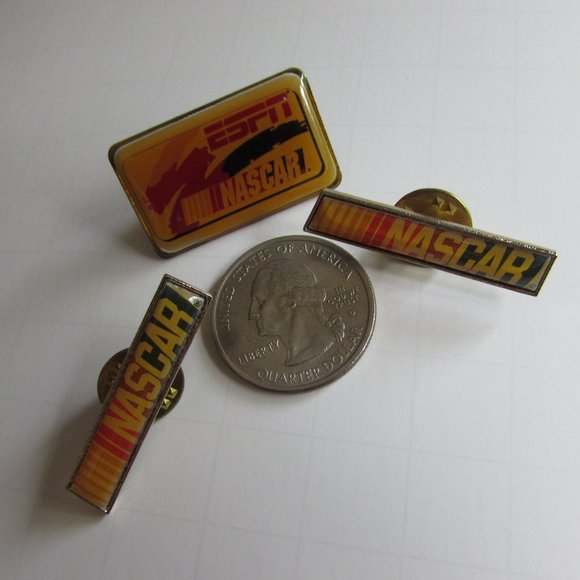 ESPN
NASCAR
NASCAR
UNITED STATES OF AMERICA
LIBERTY
IN
GOD WE
TRUST
QUARTER DOLLAR
NASCAR